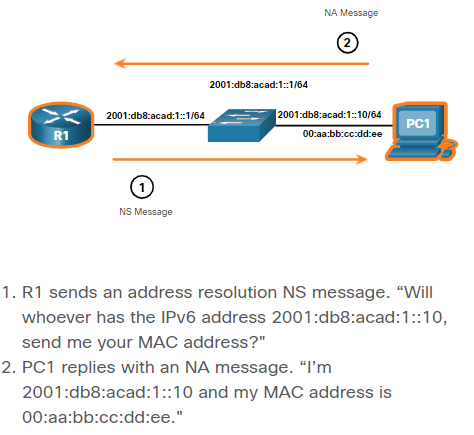 NA Message
2
2001:db8:acad:1::1/64
2001:db8:acad:1::1/64
2001:db8:acad:1::10/64
R1
PC1
00:aa:bb:cc:dd:ee
1
NS Message
1. R1 sends an address resolution NS message. “Will
whoever has the IPv6 address 2001:db8:acad:1::10,
send me your MAC address?"
2. PC1 replies with an NA message. “I’m
2001:db8:acad:1::10 and my MAC address is
00:aa:bb:cc:dd:ee."